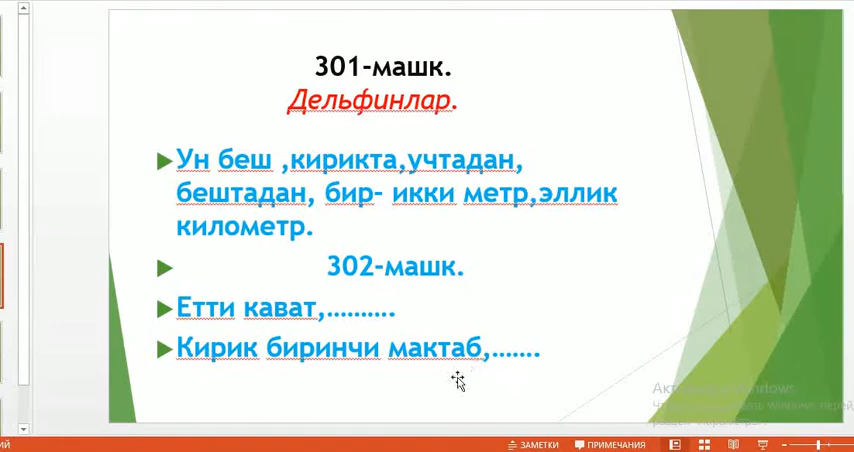 301-машк.
Дельфинлар.
Ун беш ,кирикта,учтадан,
бештадан, бир- икки метр,эллик
километр.
302-машк.
Етти кават,..........
Кирик биринчи мактаб,.......
ЗАМЕТКИ ПРИМЕЧАНИЯ